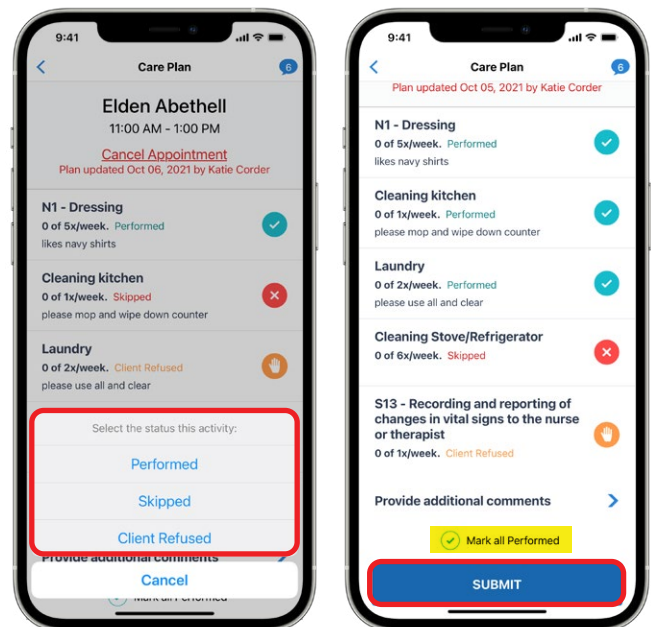 9:41
Care Plan
6
Elden Abethell
11:00 AM - 1:00 PM
Cancel Appointment
Plan updated Oct 06, 2021 by Katie Corder
N1 - Dressing
0 of 5x/week. Performed
likes navy shirts
Cleaning kitchen
0 of 1x/week. Skipped
please mop and wipe down counter
Laundry
0 of 2x/week. Client Refused
please use all and clear
Select the status this activity:
Performed
Skipped
Client Refused
Provide additional comments
Cancel
Mark all Performed
9:41
Care Plan
6
Plan updated Oct 05, 2021 by Katie Corder
N1 - Dressing
0 of 5x/week. Performed
likes navy shirts
Cleaning kitchen
0 of 1x/week. Performed
please mop and wipe down counter
Laundry
0 of 2x/week. Performed
please use all and clear
Cleaning Stove/Refrigerator
0 of 6x/week. Skipped
S13 - Recording and reporting of
changes in vital signs to the nurse
or therapist
0 of 1x/week. Client Refused
Provide additional comments
Mark all Performed
SUBMIT